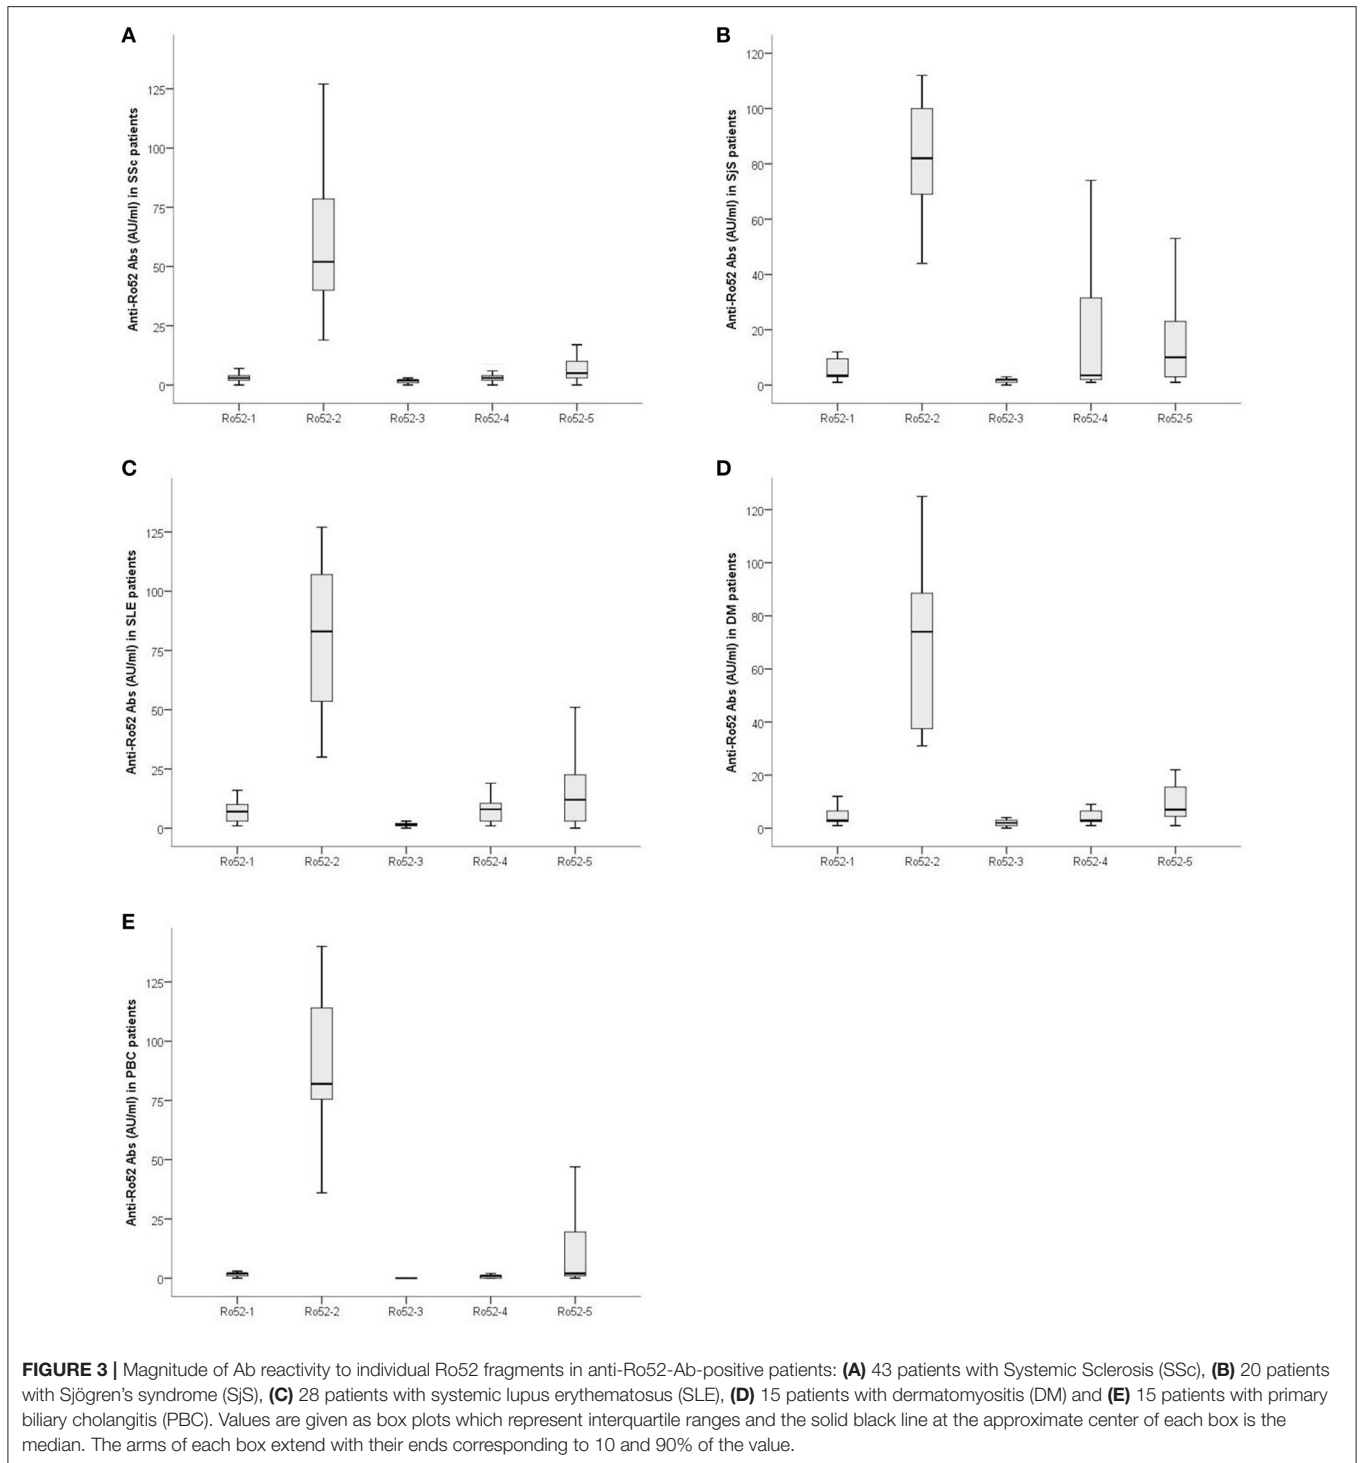 A
Anti-Ro52 Abs (AU/ml) in SSc patients
125
100
75
50
25
0
Ro52-1 Ro52-2 Ro52-3 Ro52-4 Ro52-5
B
Anti-Ro52 Abs (AU/ml) in SjS patients
120
100
80
60
40
20
0
Ro52-1 Ro52-2 Ro52-3 Ro52-4 Ro52-5
C
Anti-Ro52 Abs (AU/ml) in SLE patients
125
100
75
50
25
0
Ro52-1 Ro52-2 Ro52-3 Ro52-4 Ro52-5
D
Anti-Ro52 Abs (AU/ml) in DM patients
120
100
80
60
40
20
0
Ro52-1 Ro52-2 Ro52-3 Ro52-4 Ro52-5
E
Anti-Ro52 Abs (AU/ml) in PBC patients
125
100
75
50
25
0
Ro52-1 Ro52-2 Ro52-3 Ro52-4 Ro52-5
FIGURE 3 | Magnitude of Ab reactivity to individual Ro52 fragments in anti-Ro52-Ab-positive patients: (A) 43 patients with Systemic Sclerosis (SSc), (B) 20 patients
with Sjögren's syndrome (SjS), (C) 28 patients with systemic lupus erythematosus (SLE), (D) 15 patients with dermatomyositis (DM) and (E) 15 patients with primary
biliary cholangitis (PBC). Values are given as box plots which represent interquartile ranges and the solid black line at the approximate center of each box is the
median. The arms of each box extend with their ends corresponding to 10 and 90% of the value.